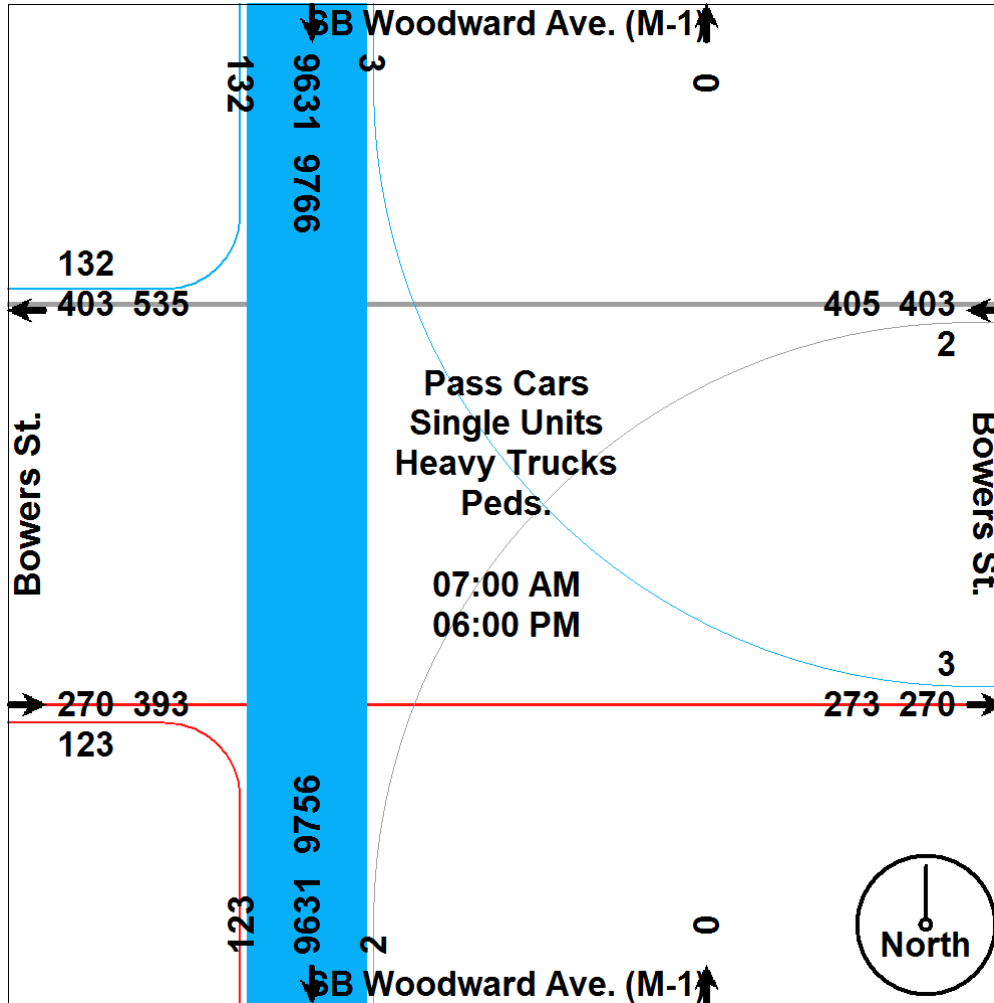 SB Woodward Ave. (M-1)
132
9631 9766
3
0
132
403 535
405 403
2
Pass Cars
Single Units
Heavy Trucks
Peds.
Bowers St.
Bowers St.
07:00 AM
06:00 PM
3
270 393
273 270
123
123
9631 9756
2
0
North
SB Woodward Ave. (M-1)